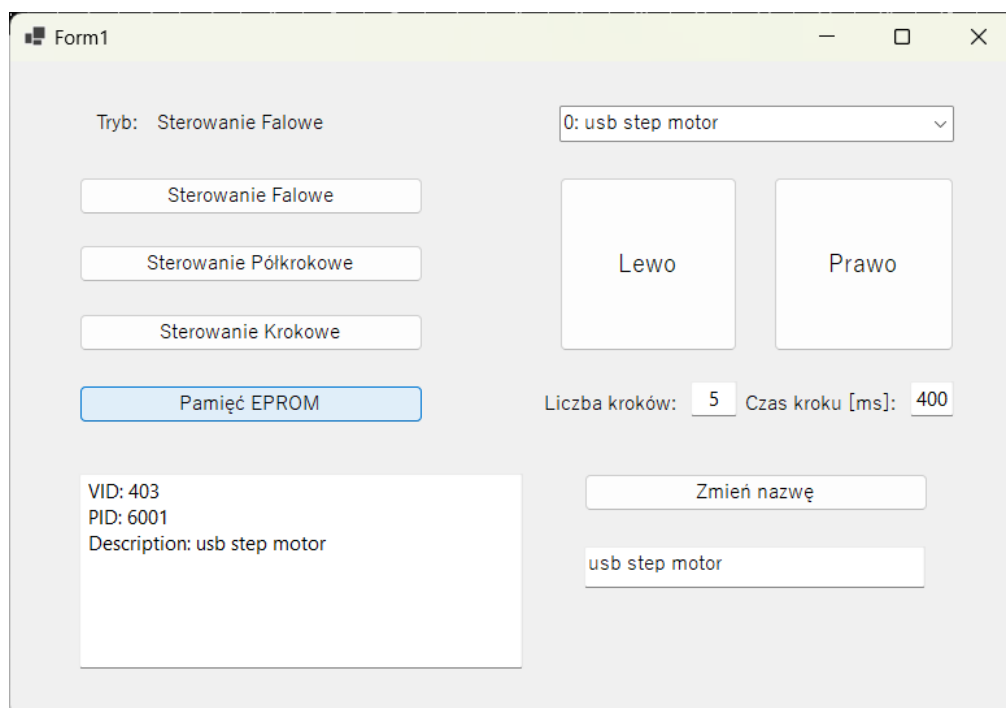 Form1
Tryb: Sterowanie Falowe
0: usb step motor
Sterowanie Falowe
Sterowanie Półkrokowe
Sterowanie Krokowe
Pamięć EPROM
Lewo
Prawo
Liczba kroków: 5 Czas kroku [ms]: 400
VID: 403
PID: 6001
Description: usb step motor
Zmień nazwę
usb step motor